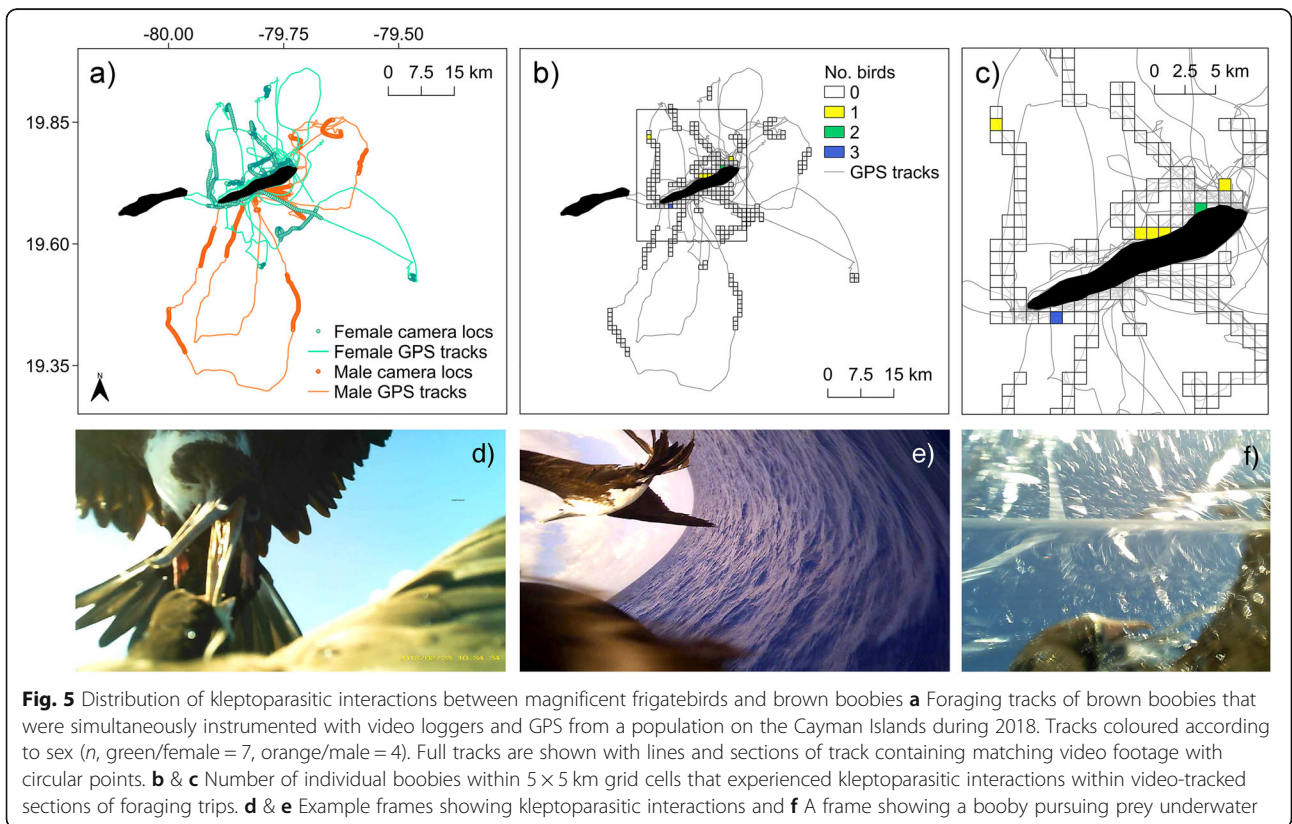 -80.00 -79.75 -79.50
a)
0 7.5 15 km
19.85
19.60
19.35
N
Female camera locs
Female GPS tracks
Male camera locs
Male GPS tracks
b)
No. birds
0
1
2
3
GPS tracks
0 7.5 15 km
c)
0 2.5 5 km
d)
2018/02/25 10:34:34
e)
f)
Fig. 5 Distribution of kleptoparasitic interactions between magnificent frigatebirds and brown boobies a Foraging tracks of brown boobies that
were simultaneously instrumented with video loggers and GPS from a population on the Cayman Islands during 2018. Tracks coloured according
to sex (n, green/female = 7, orange/male = 4). Full tracks are shown with lines and sections of track containing matching video footage with
circular points. b & c Number of individual boobies within 5 × 5 km grid cells that experienced kleptoparasitic interactions within video-tracked
sections of foraging trips. d & e Example frames showing kleptoparasitic interactions and f A frame showing a booby pursuing prey underwater